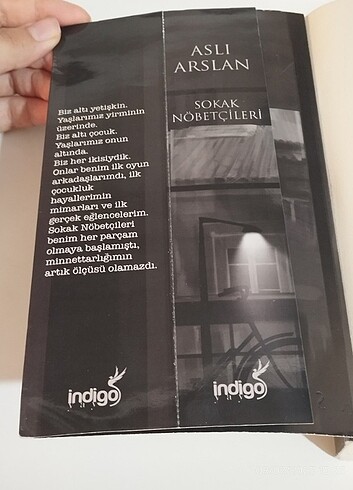 Biz altı yetişkin.
Yaşlarımız yirminin
üzerinde.
Biz altı çocuk.
Yaşlarımız onun
altında.
Biz her ikisiydik.
Onlar benim ilk oyun
arkadaşlarımdı, ilk
çocukluk
hayallerimin
mimarları ve ilk
gerçek eğlencelerim.
Sokak Nöbetçileri
benim her parçam
olmaya başlamıştı,
minnettarlığımın
artık ölçüsü olamazdı.
indigo
ASLI
ARSLAN
SOKAK
NÖBETÇİLERİ
indigo